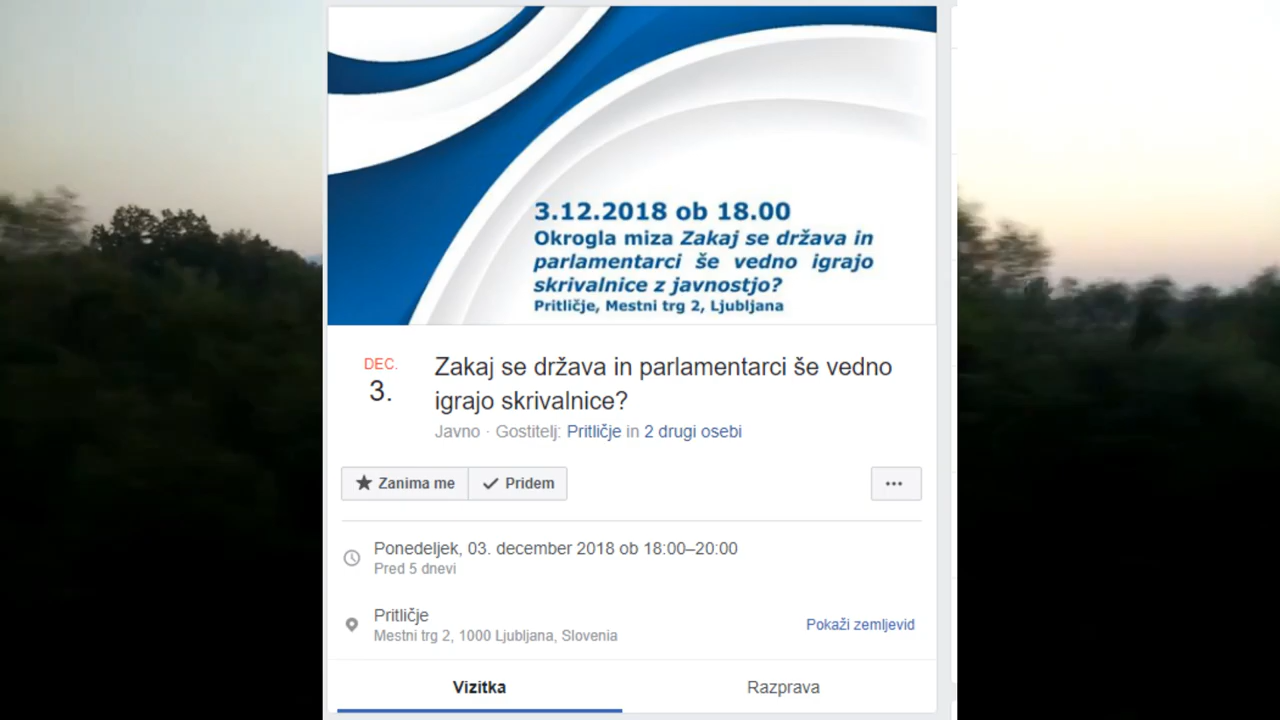 3.12.2018 ob 18.00
Okrogla miza Zakaj se država in
parlamentarci še vedno igrajo
skrivalnice z javnostjo?
Pritličje, Mestni trg 2, Ljubljana
DEC.
3.
Zakaj se država in parlamentarci še vedno
igrajo skrivalnice?
Javno · Gostitelj: Pritličje in 2 drugi osebi
Zanima me
Pridem
Ponedeljek, 03. december 2018 ob 18:00–20:00
Pred 5 dnevi
Pritličje
Mestni trg 2, 1000 Ljubljana, Slovenia
Pokaži zemljevid
Vizitka
Razprava